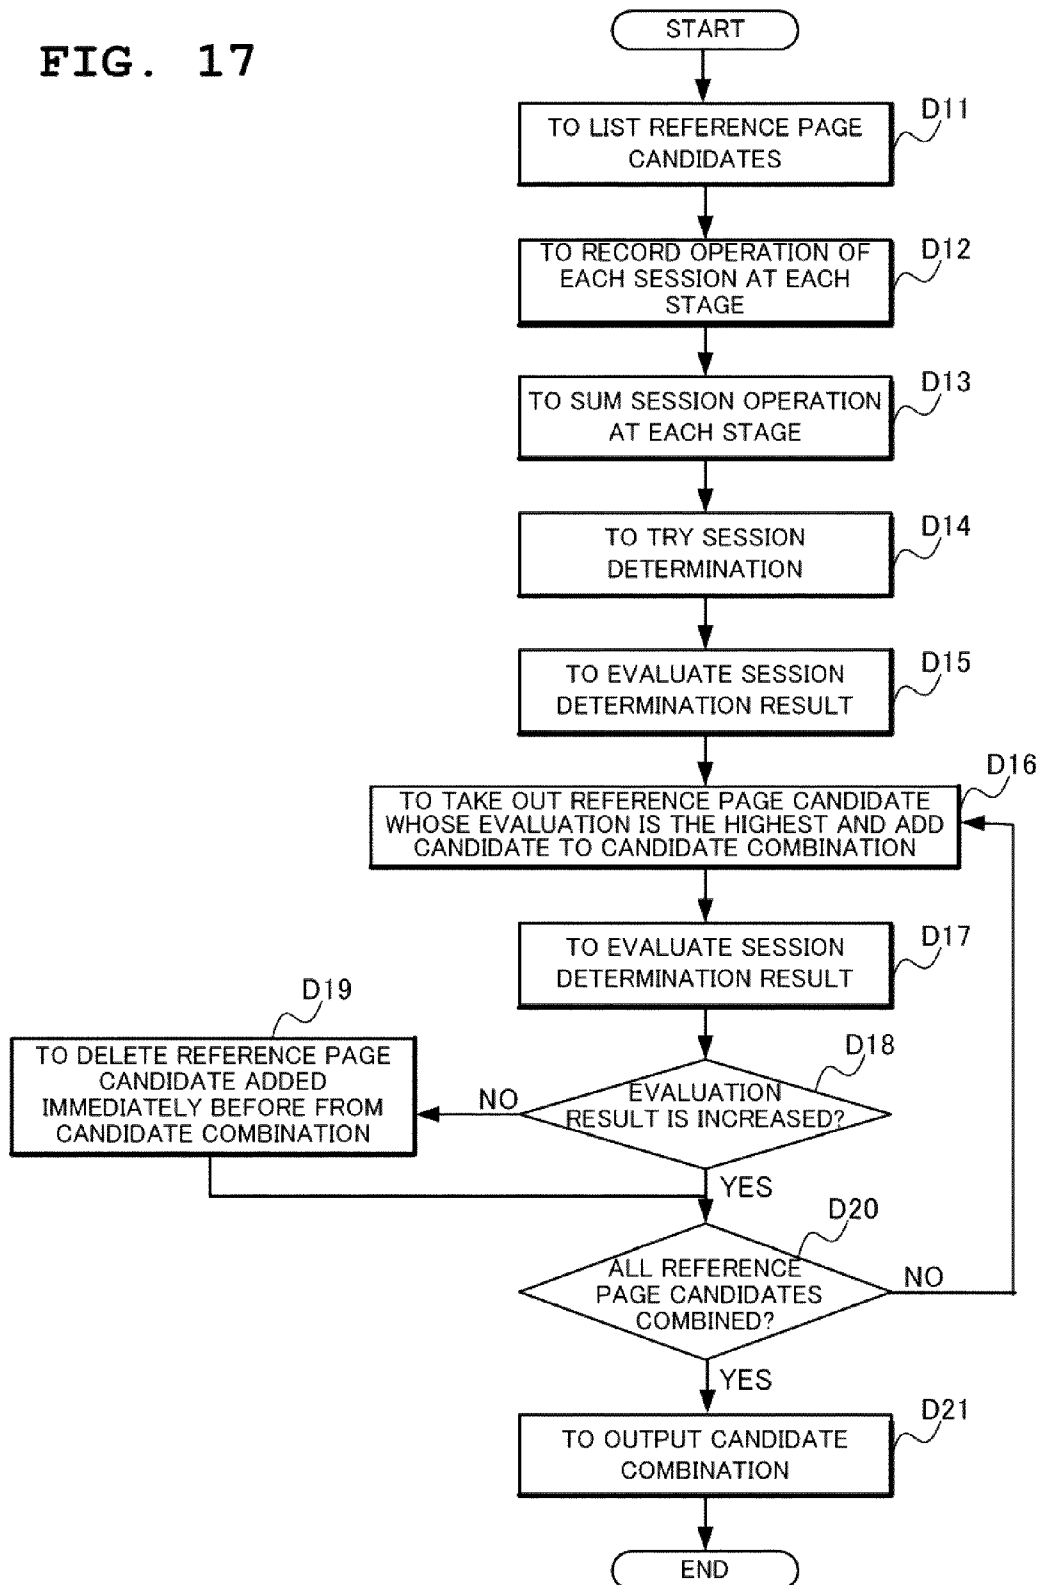 FIG. 17
START
D11
TO LIST REFERENCE PAGE
CANDIDATES
D12
TO RECORD OPERATION OF
EACH SESSION AT EACH
STAGE
D13
TO SUM SESSION OPERATION
AT EACH STAGE
D14
TO TRY SESSION
DETERMINATION
D15
TO EVALUATE SESSION
DETERMINATION RESULT
D16
TO TAKE OUT REFERENCE PAGE CANDIDATE
WHOSE EVALUATION IS THE HIGHEST AND ADD
CANDIDATE TO CANDIDATE COMBINATION
D17
TO EVALUATE SESSION
DETERMINATION RESULT
D18
EVALUATION
RESULT IS INCREASED?
NO
D19
TO DELETE REFERENCE PAGE
CANDIDATE ADDED
IMMEDIATELY BEFORE FROM
CANDIDATE COMBINATION
YES
D20
ALL REFERENCE
PAGE CANDIDATES
COMBINED?
NO
YES
D21
TO OUTPUT CANDIDATE
COMBINATION
END